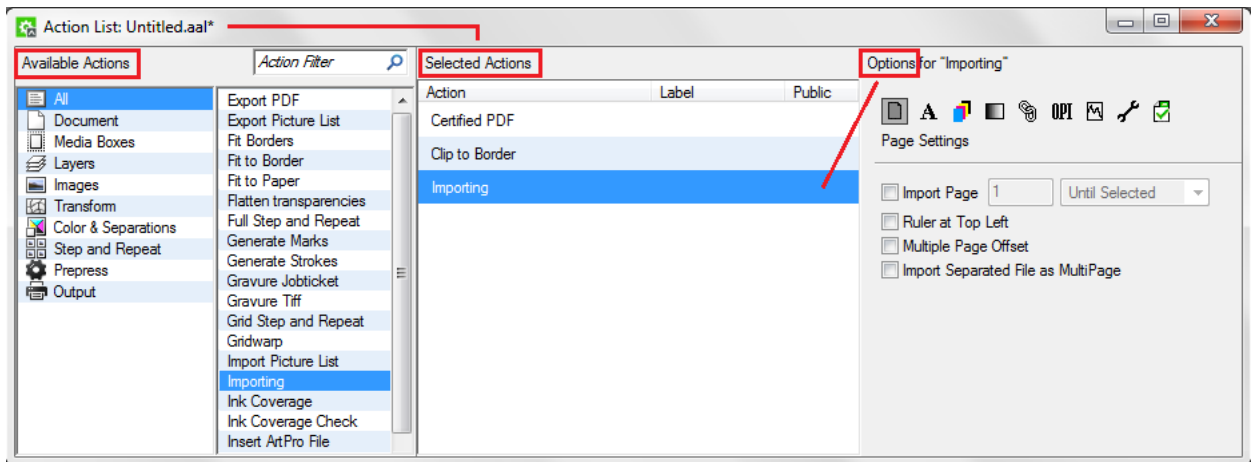 Action List: Untitled.aal*
Available Actions
Action Filter
All
Document
Media Boxes
Layers
Images
Transform
Color & Separations
Step and Repeat
Prepress
Output
Export PDF
Export Picture List
Fit Borders
Fit to Border
Fit to Paper
Flatten transparencies
Full Step and Repeat
Generate Marks
Generate Strokes
Gravure Jobticket
Gravure Tiff
Grid Step and Repeat
Gridwarp
Import Picture List
Importing
Ink Coverage
Ink Coverage Check
Insert ArtPro File
Selected Actions
Action Label Public
Certified PDF
Clip to Border
Importing
Options for "Importing"
A OPI
Page Settings
Import Page 1 Until Selected
Ruler at Top Left
Multiple Page Offset
Import Separated File as MultiPage